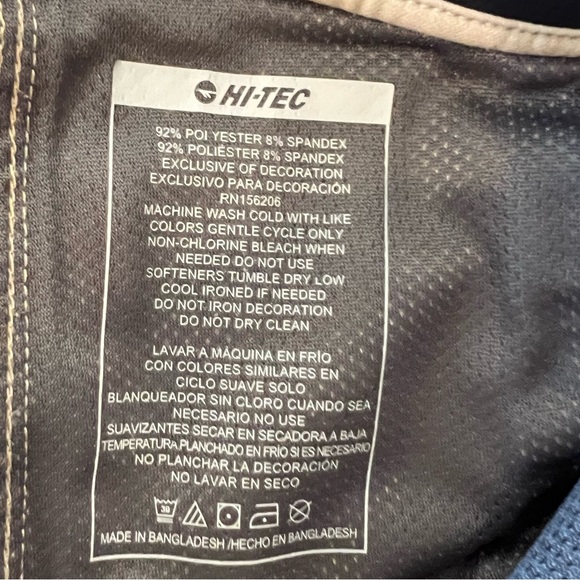 HI-TEC
92% POLYESTER 8% SPANDEX
92% POLIÉSTER 8% SPANDEX
EXCLUSIVE OF DECORATION
EXCLUSIVO PARA DECORACIÓN
RN156206
MACHINE WASH COLD WITH LIKE
COLORS GENTLE CYCLE ONLY
NON-CHLORINE BLEACH WHEN
NEEDED DO NOT USE
SOFTENERS TUMBLE DRY LOW
COOL IRONED IF NEEDED
DO NOT IRON DECORATION
DO NOT DRY CLEAN
LAVAR A MÁQUINA EN FRÍO
CON COLORES SIMILARES EN
CICLO SUAVE SOLO
BLANQUEADOR SIN CLORO CUANDO SEA
NECESARIO NO USE
SUAVIZANTES SECAR EN SECADORA A BAJA
TEMPERATURA PLANCHADO EN FRÍO SI ES NECESARIO
NO PLANCHAR LA DECORACIÓN
NO LAVAR EN SECO
30
MADE IN BANGLADESH /HECHO EN BANGLADESH